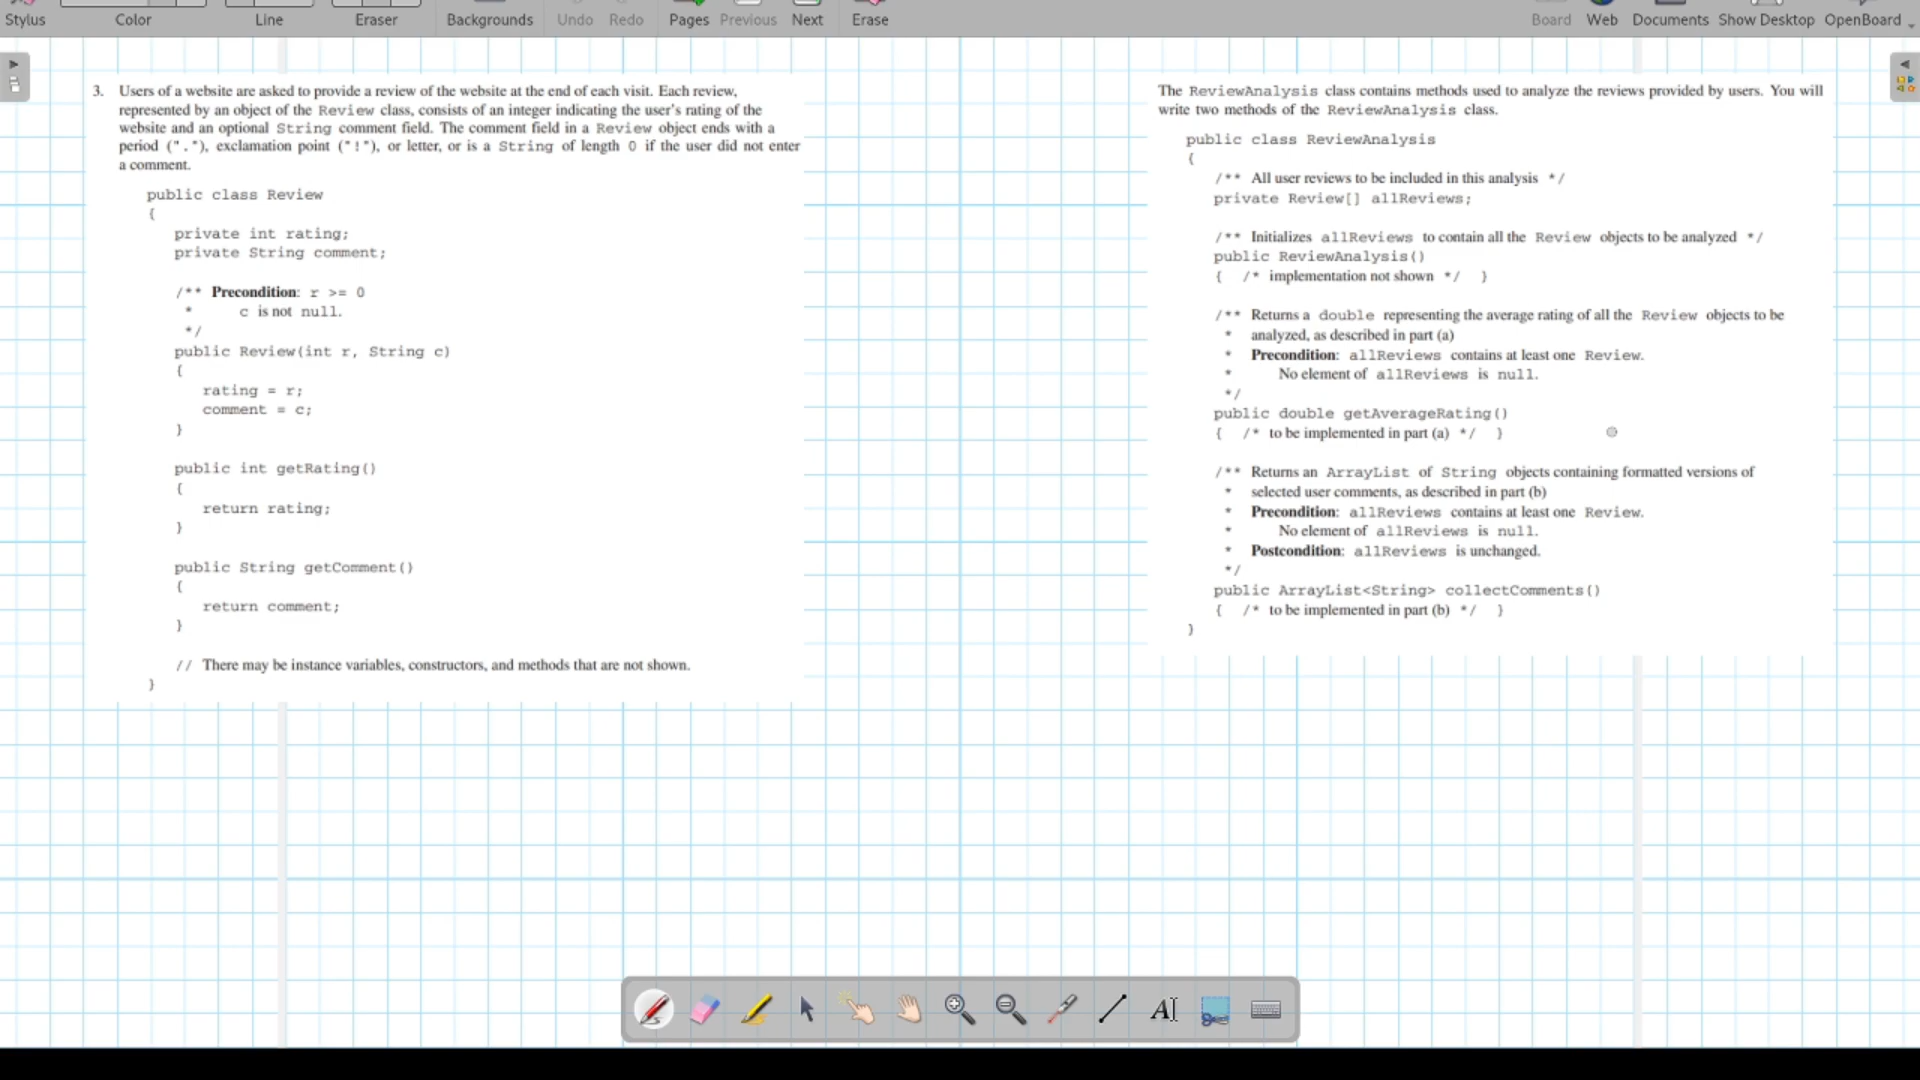 Stylus Color Line Eraser Backgrounds Undo Redo Pages Previous Next Erase Board Web Documents Show Desktop OpenBoard
3. Users of a website are asked to provide a review of the website at the end of each visit. Each review,
represented by an object of the Review class, consists of an integer indicating the user's rating of the
website and an optional String comment field. The comment field in a Review object ends with a
period ("."), exclamation point ("!"), or letter, or is a String of length 0 if the user did not enter
a comment.
public class Review
{
private int rating;
private String comment;
/** Precondition: r >= 0
* c is not null.
*/
public Review(int r, String c)
{
rating = r;
comment = c;
}
public int getRating()
{
return rating;
}
public String getComment()
{
return comment;
}
// There may be instance variables, constructors, and methods that are not shown.
}
The ReviewAnalysis class contains methods used to analyze the reviews provided by users. You will
write two methods of the ReviewAnalysis class.
public class ReviewAnalysis
{
/** All user reviews to be included in this analysis */
private Review[] allReviews;
/** Initializes allReviews to contain all the Review objects to be analyzed */
public ReviewAnalysis()
{ /* implementation not shown */ }
/** Returns a double representing the average rating of all the Review objects to be
* analyzed, as described in part (a)
* Precondition: allReviews contains at least one Review.
* No element of allReviews is null.
*/
public double getAverageRating()
{ /* to be implemented in part (a) */ }
/** Returns an ArrayList of String objects containing formatted versions of
* selected user comments, as described in part (b)
* Precondition: allReviews contains at least one Review.
* No element of allReviews is null.
* Postcondition: allReviews is unchanged.
*/
public ArrayList<String> collectComments()
{ /* to be implemented in part (b) */ }
}